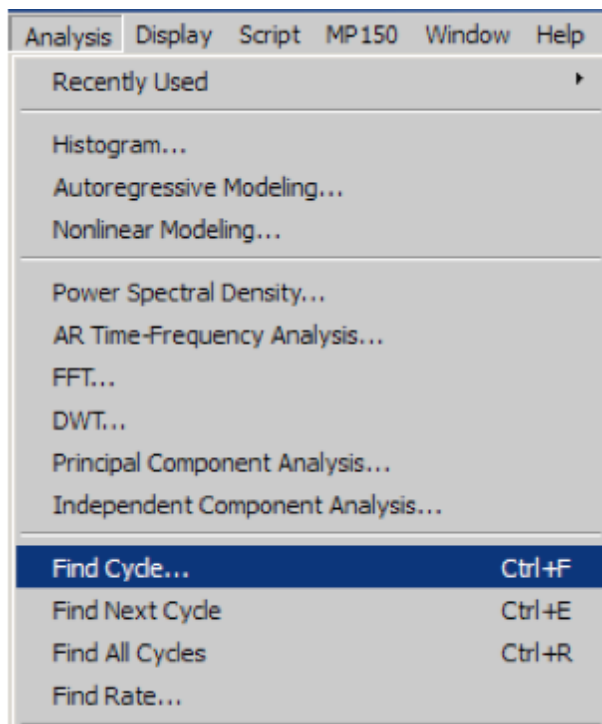 Analysis Display Script MP150 Window Help
Recently Used
Histogram...
Autoregressive Modeling...
Nonlinear Modeling...
Power Spectral Density...
AR Time-Frequency Analysis...
FFT...
DWT...
Principal Component Analysis...
Independent Component Analysis...
Find Cycle... Ctrl+F
Find Next Cycle Ctrl+E
Find All Cycles Ctrl+R
Find Rate...